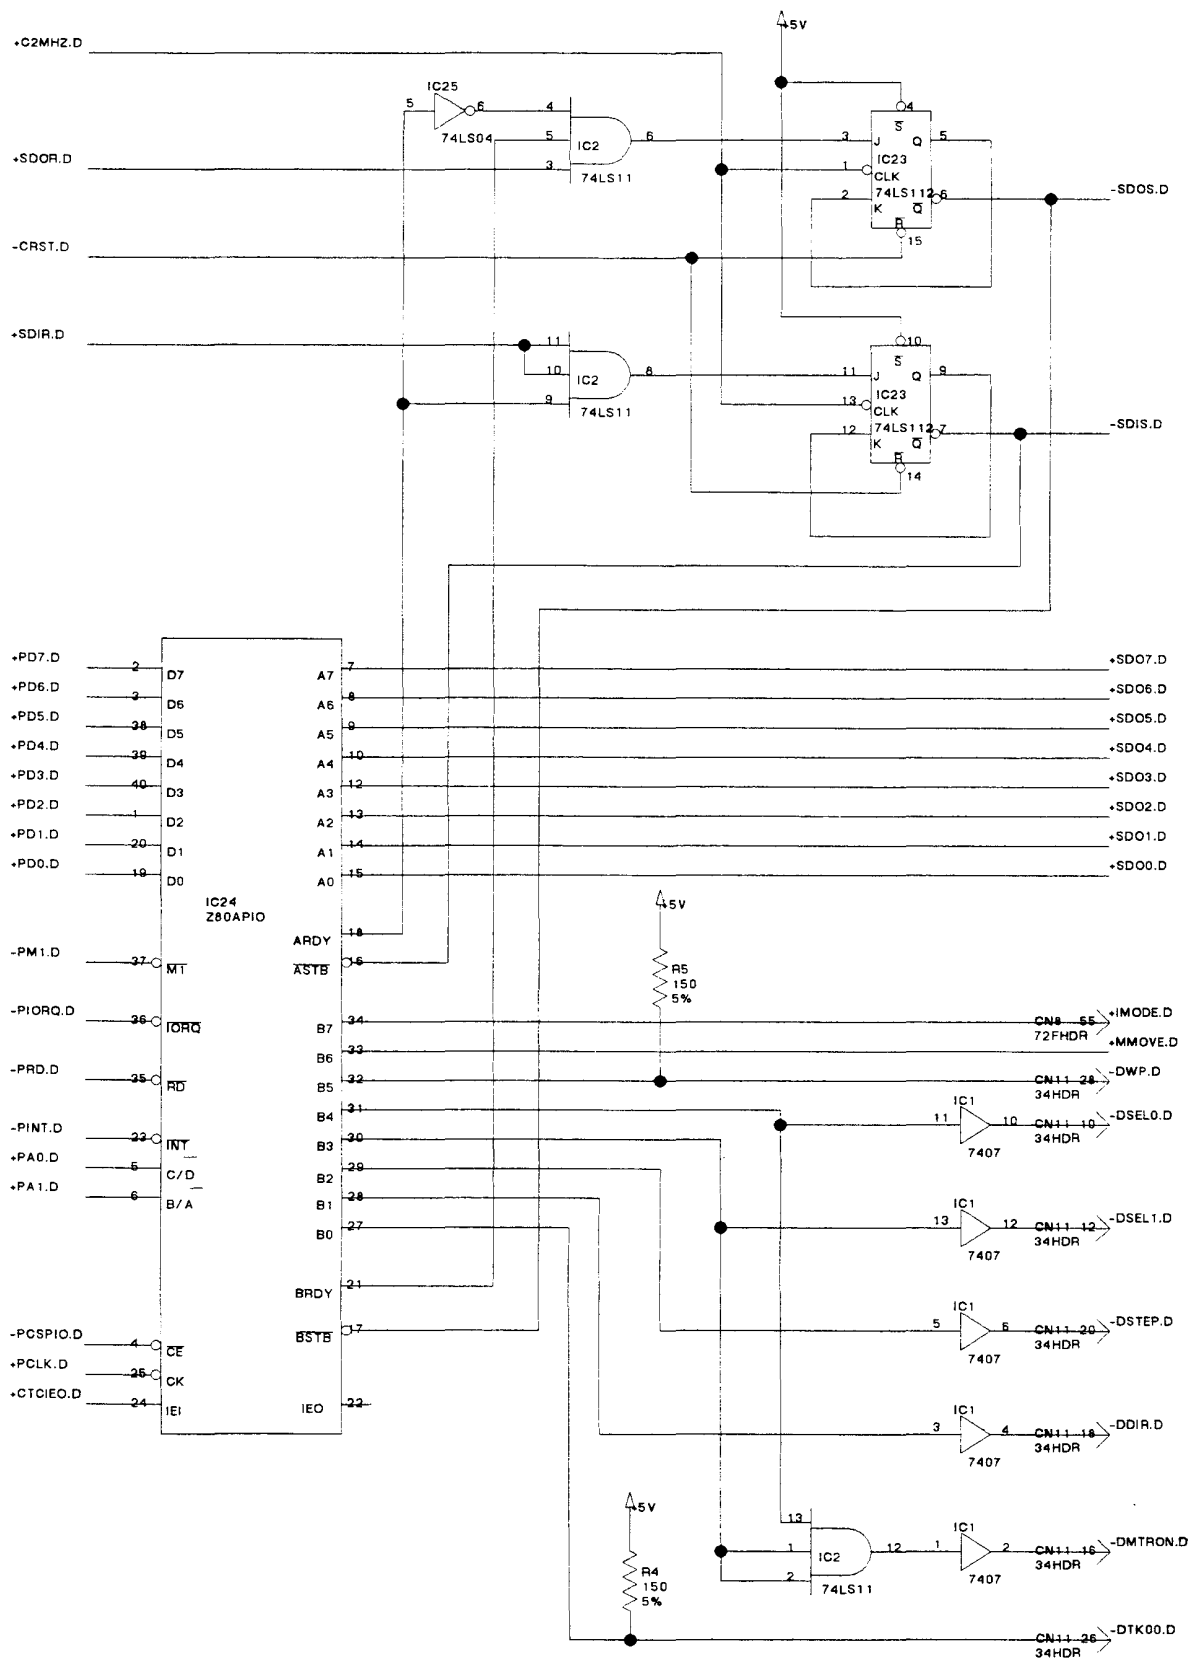 +5V
+C2MHZ.D
IC25
5 6 4
74LS04
5 IC2 6
+SDOR.D
3
74LS11
4
S
3 J Q 5
IC23
1 CLK
74LS112
2 K Q 6
-SDOS.D
R
15
-CRST.D
+SDIR.D
11
10 IC2 8
9
74LS11
10
S
11 J Q 9
IC23
13 CLK
74LS112
12 K Q 7
-SDIS.D
R
14
+PD7.D 2 D7 A7 7 +SDO7.D
+PD6.D 3 D6 A6 8 +SDO6.D
+PD5.D 38 D5 A5 9 +SDO5.D
+PD4.D 39 D4 A4 10 +SDO4.D
+PD3.D 40 D3 A3 12 +SDO3.D
+PD2.D 1 D2 A2 13 +SDO2.D
+PD1.D 20 D1 A1 14 +SDO1.D
+PD0.D 19 D0 A0 15 +SDO0.D
IC24
Z80APIO
+5V
ARDY 18
-PM1.D 37 M1 ASTB 16
R5
150
5%
-PIORQ.D 36 IORQ B7 34 CN8 55 +IMODE.D
72FHDR
B6 33 +MMOVE.D
-PRD.D 35 RD B5 32 CN11 28 -DWP.D
34HDR
B4 31 11 IC1 10 CN11 10 -DSEL0.D
7407 34HDR
-PINT.D 23 INT B3 30
+PA0.D 5 C/D B2 29
+PA1.D 6 B/A B1 28
B0 27
13 IC1 12 CN11 12 -DSEL1.D
7407 34HDR
BRDY 21
BSTB 17
5 IC1 6 CN11 20 -DSTEP.D
7407 34HDR
-PCSPIO.D 4 CE
+PCLK.D 25 CK
+CTCIEO.D 24 IEI IEO 22
3 IC1 4 CN11 18 -DDIR.D
7407 34HDR
+5V
13
1 IC2 12 1 IC1 2 CN11 16 -DMTRON.D
2
74LS11 7407 34HDR
R4
150
5%
CN11 26 -DTK00.D
34HDR